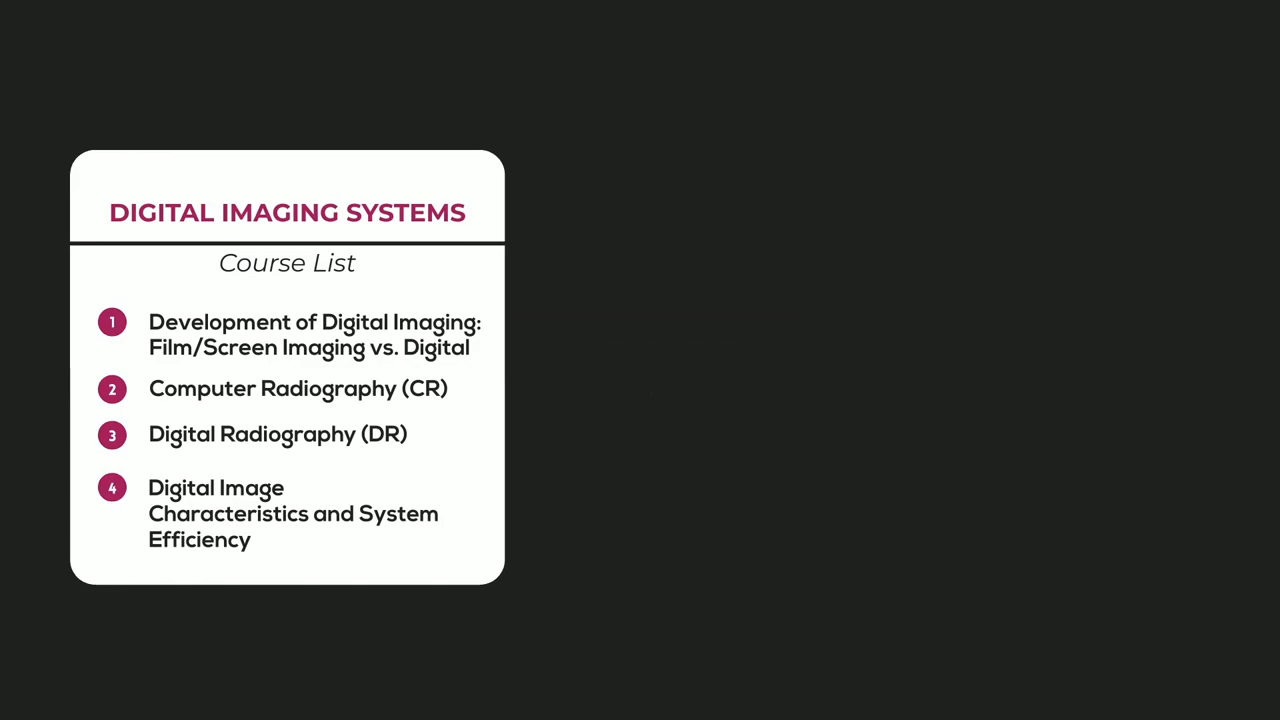 DIGITAL IMAGING SYSTEMS
Course List
1 Development of Digital Imaging:
Film/Screen Imaging vs. Digital
2 Computer Radiography (CR)
3 Digital Radiography (DR)
4 Digital Image
Characteristics and System
Efficiency